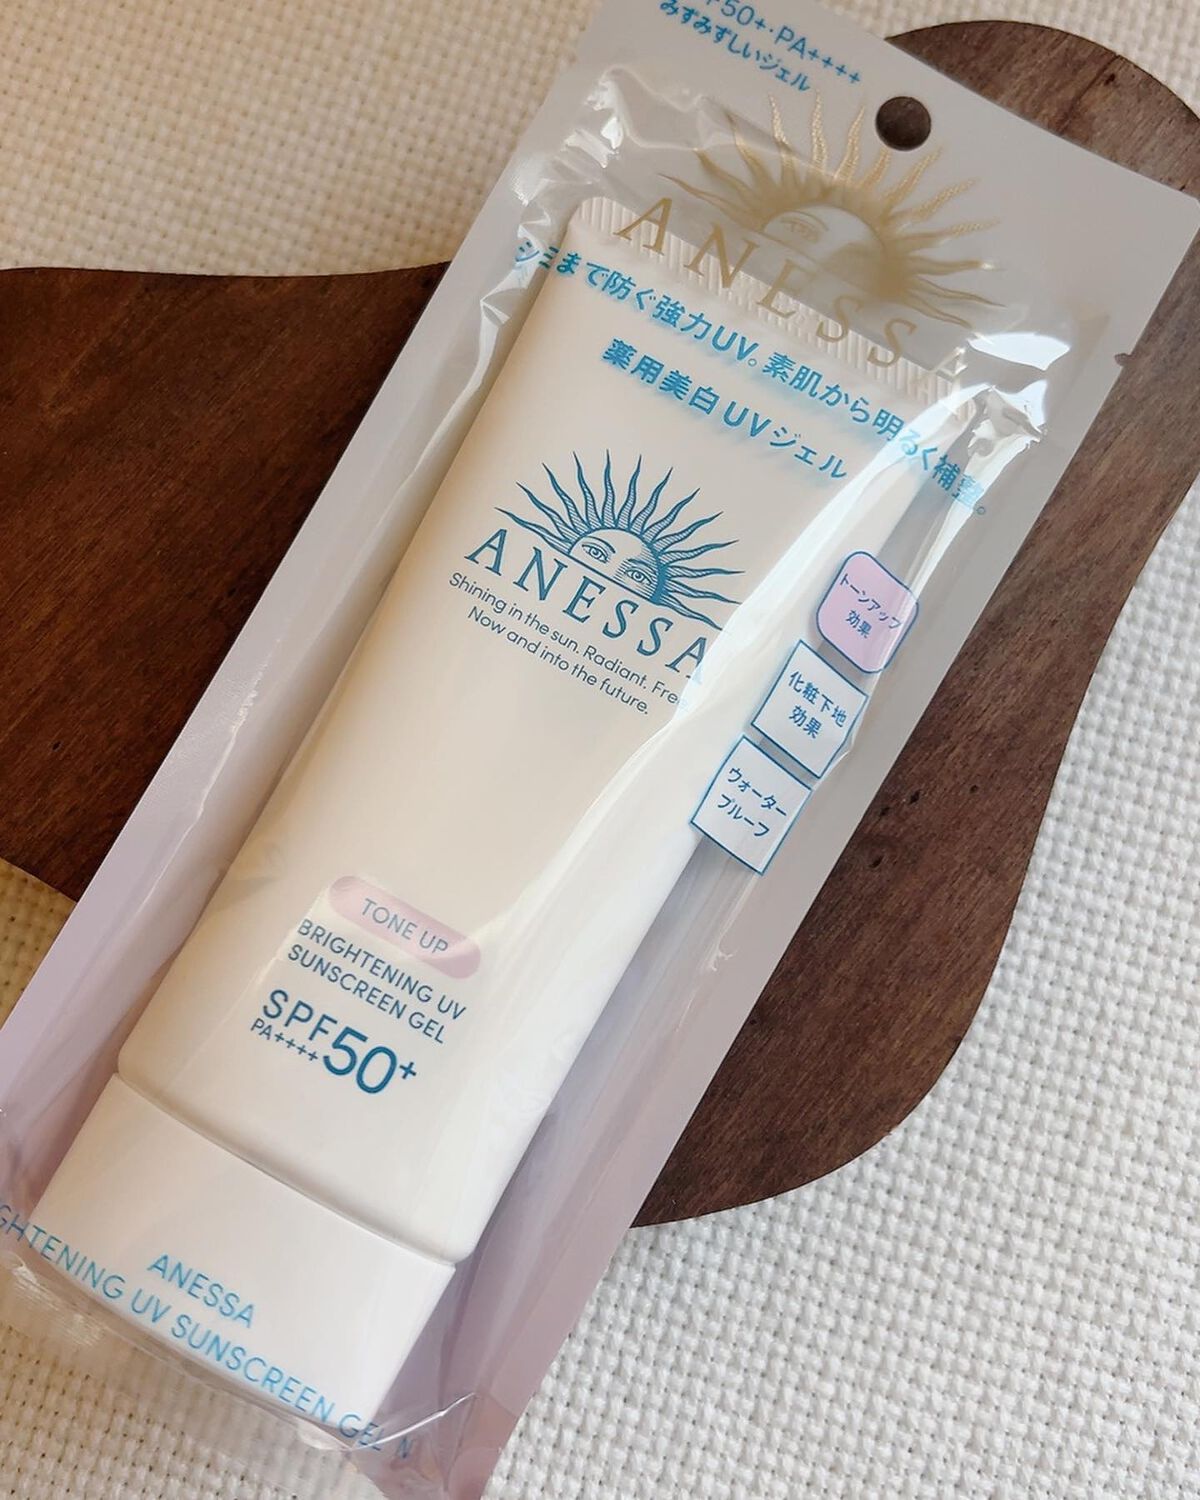 SPF50+・PA++++
みずみずしいジェル
ANESSA
シミまで防ぐ強力UV。素肌から明るく補整。
薬用美白UVジェル
ANESSA
Shining in the sun. Radiant. Free.
Now and into the future.
トーンアップ
効果
化粧下地
効果
ウォーター
プルーフ
TONE UP
BRIGHTENING UV
SUNSCREEN GEL
SPF50+
PA++++
ANESSA
GHTENING UV SUNSCREEN GEL N